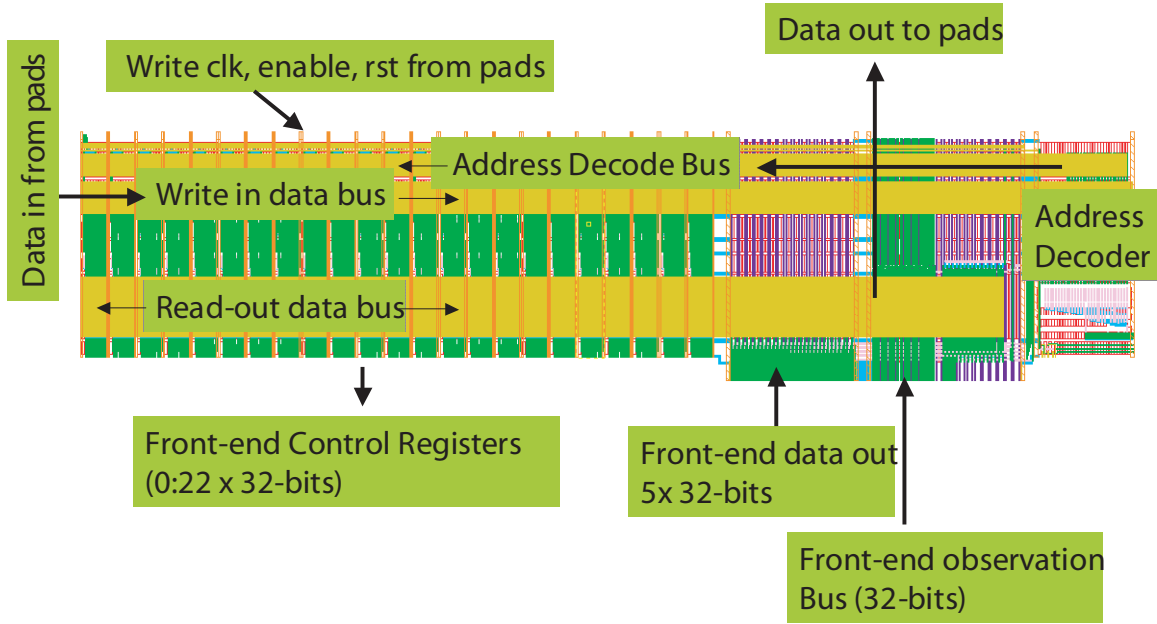 Data in from pads
Write clk, enable, rst from pads
Data out to pads
Address Decode Bus
Write in data bus
Address
Decoder
Read-out data bus
Front-end Control Registers
(0:22 x 32-bits)
Front-end data out
5x 32-bits
Front-end observation
Bus (32-bits)